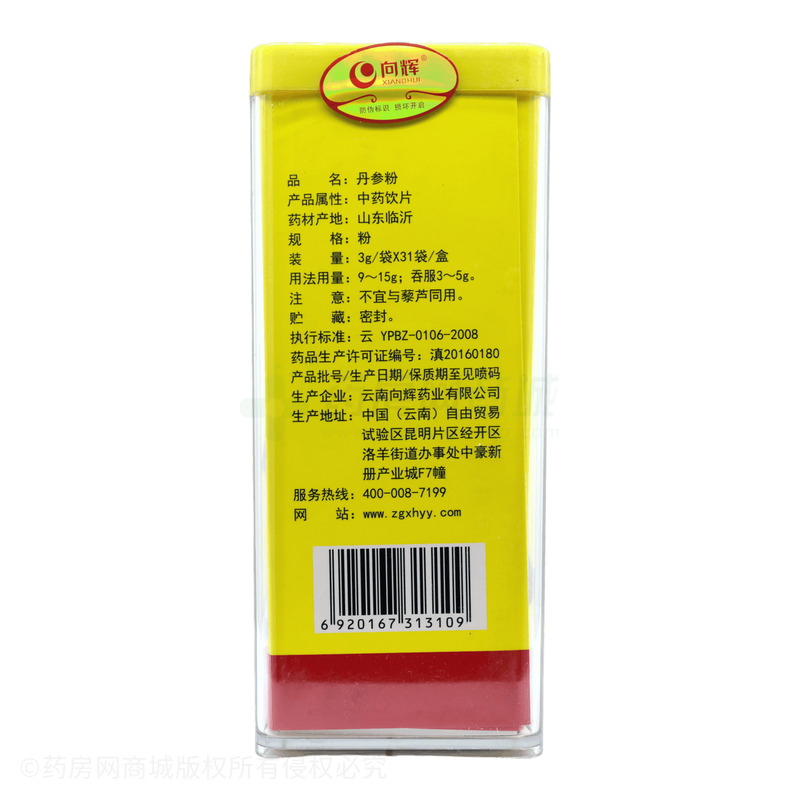 向辉®
XIANGHUI
防伪标识 损坏开启
品 名：丹参粉
产品属性：中药饮片
药材产地：山东临沂
规 格：粉
装 量：3g/袋X31袋/盒
用法用量：9～15g；吞服3～5g。
注 意：不宜与藜芦同用。
贮 藏：密封。
执行标准：云 YPBZ-0106-2008
药品生产许可证编号：滇20160180
产品批号/生产日期/保质期至见喷码
生产企业：云南向辉药业有限公司
生产地址：中国（云南）自由贸易
试验区昆明片区经开区
洛羊街道办事处中豪新
册产业城F7幢
服务热线：400-008-7199
网 站：www.zgxhyy.com
6 920167 313109
©药房网商城版权所有侵权必究